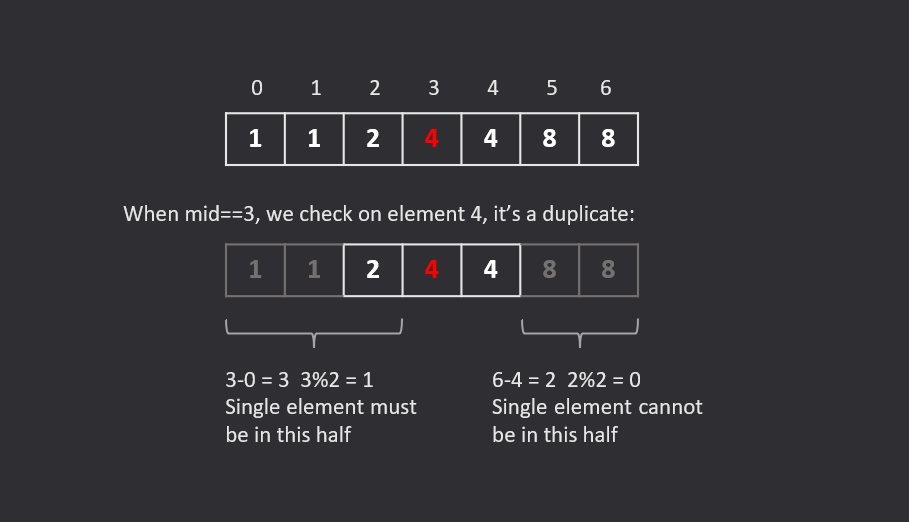 0 1 2 3 4 5 6
1 1 2 4 4 8 8
When mid==3, we check on element 4, it’s a duplicate:
1 1 2 4 4 8 8
3-0 = 3  3%2 = 1
Single element must
be in this half
6-4 = 2  2%2 = 0
Single element cannot
be in this half